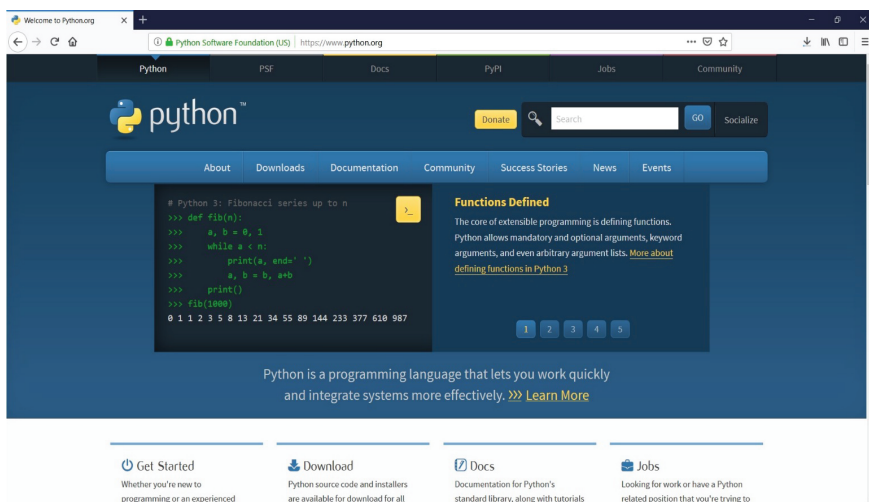 Welcome to Python.org
Python Software Foundation (US) https://www.python.org
Python PSF Docs PyPI Jobs Community
python™
Donate Search GO Socialize
About Downloads Documentation Community Success Stories News Events
# Python 3: Fibonacci series up to n
>>> def fib(n):
>>>     a, b = 0, 1
>>>     while a < n:
>>>         print(a, end=' ')
>>>         a, b = b, a+b
>>>     print()
>>> fib(1000)
0 1 1 2 3 5 8 13 21 34 55 89 144 233 377 610 987
>_
Functions Defined
The core of extensible programming is defining functions.
Python allows mandatory and optional arguments, keyword
arguments, and even arbitrary argument lists. More about
defining functions in Python 3
1 2 3 4 5
Python is a programming language that lets you work quickly
and integrate systems more effectively. >>> Learn More
Get Started
Whether you're new to
programming or an experienced
Download
Python source code and installers
are available for download for all
Docs
Documentation for Python's
standard library, along with tutorials
Jobs
Looking for work or have a Python
related position that you're trying to